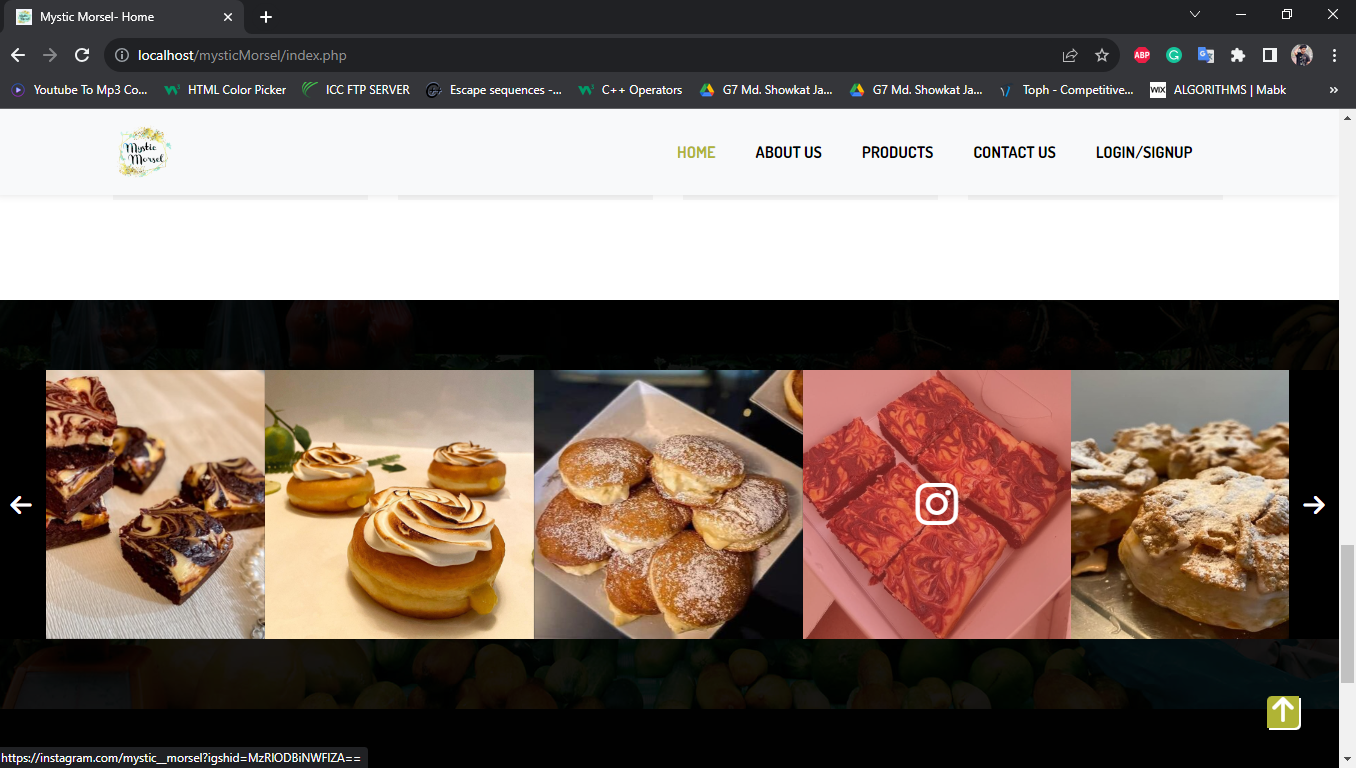 Mystic Morsel- Home
localhost/mysticMorsel/index.php
ABP
Youtube To Mp3 Co...
HTML Color Picker
ICC FTP SERVER
Escape sequences -...
C++ Operators
G7 Md. Showkat Ja...
G7 Md. Showkat Ja...
Toph - Competitive...
WIX
ALGORITHMS | Mabk
Mystic
Morsel
HOME
ABOUT US
PRODUCTS
CONTACT US
LOGIN/SIGNUP
https://instagram.com/mystic__morsel?igshid=MzRlODBiNWFlZA==